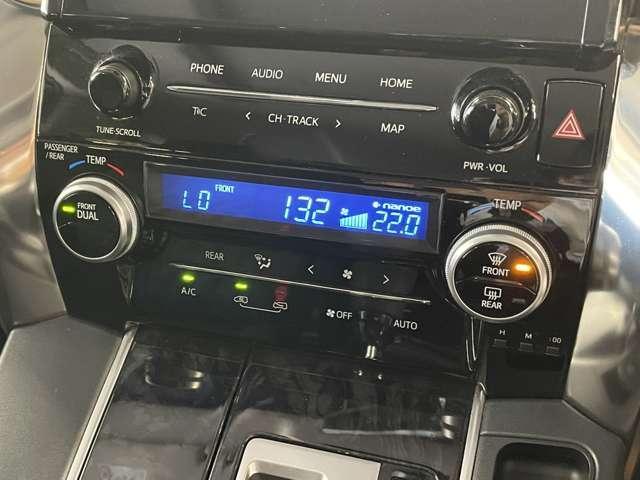 PHONE AUDIO MENU HOME
T/C < CH·TRACK > MAP
TUNE·SCROLL
PWR·VOL
PASSENGER
/REAR
TEMP
TEMP
FRONT
DUAL
FRONT
LO 132 nanoe 22.0
FRONT
REAR
REAR < >
A/C
OFF AUTO
H M :00